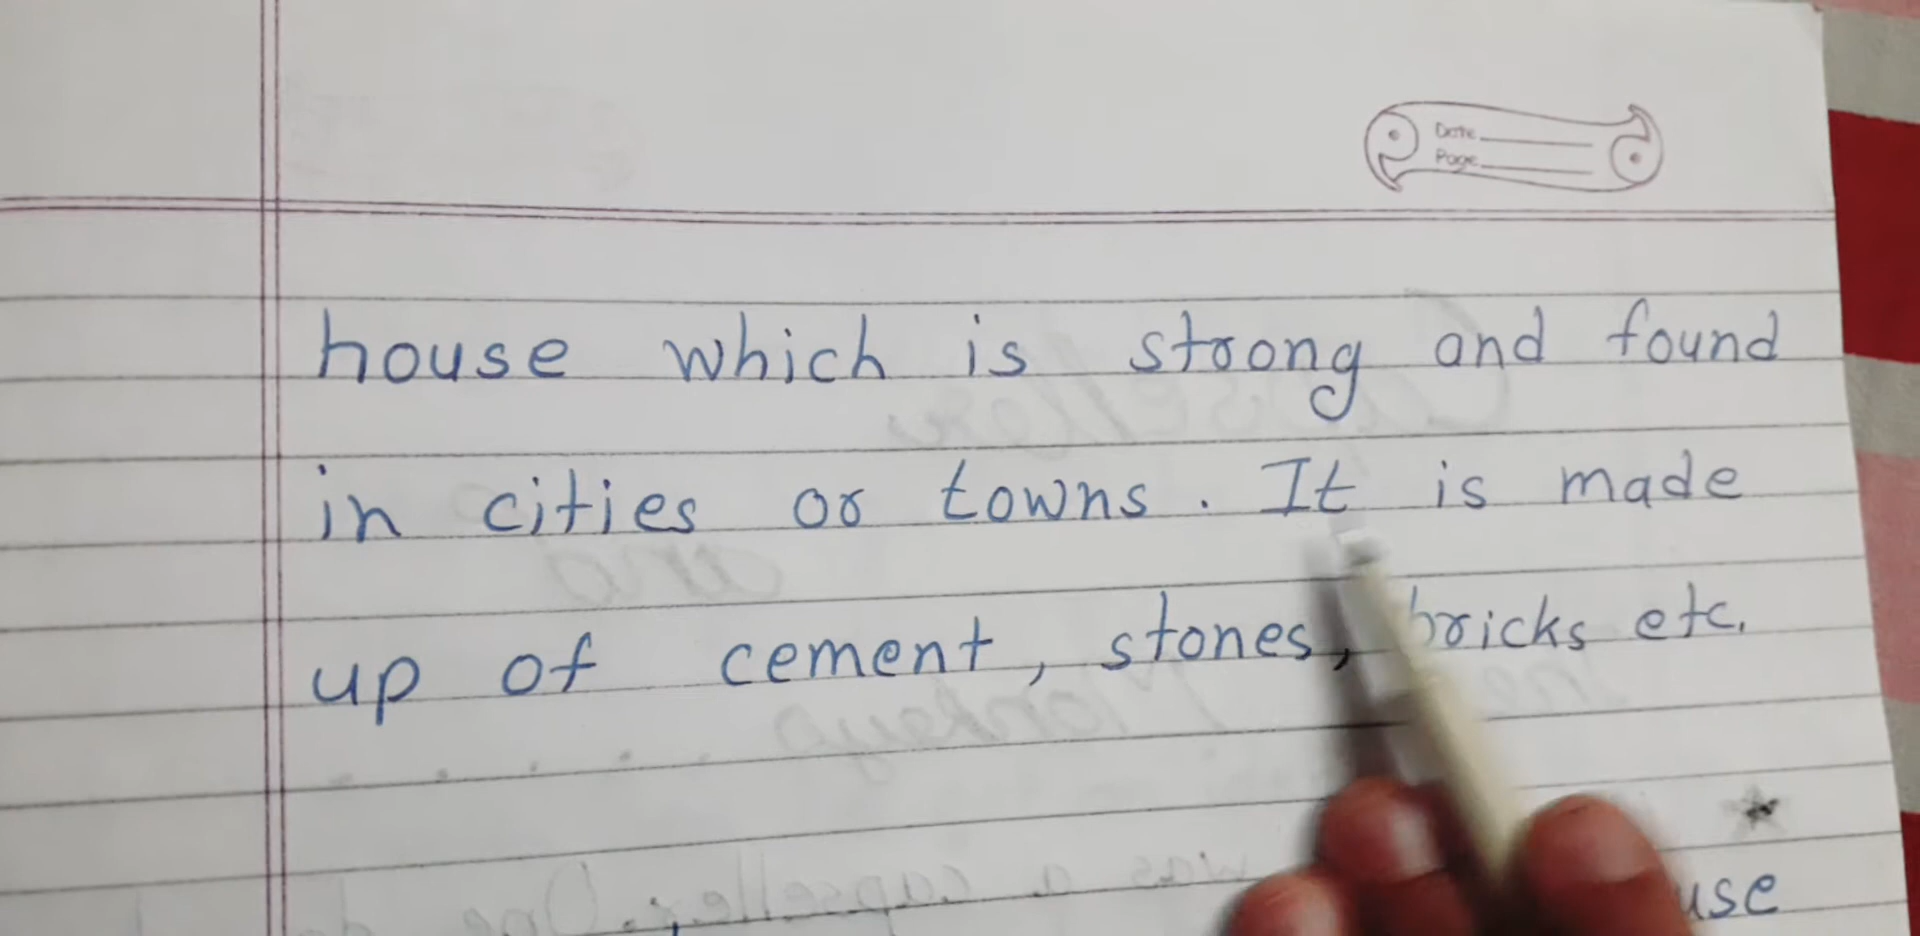 Date
Page
house which is strong and found
in cities or towns. It is made
up of cement, stones, bricks etc.